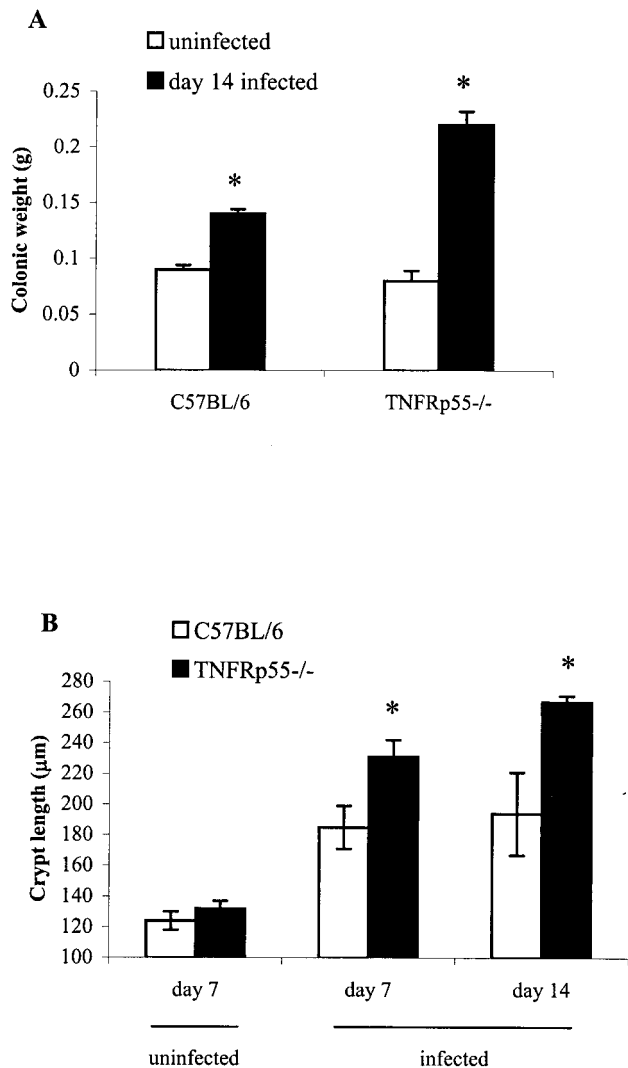 A
uninfected
day 14 infected
Colonic weight (g)
0.25
0.2
0.15
0.1
0.05
0
*
*
C57BL/6
TNFRp55-/-
B
C57BL/6
TNFRp55-/-
Crypt length (μm)
280
260
240
220
200
180
160
140
120
100
*
*
day 7
day 7
day 14
uninfected
infected